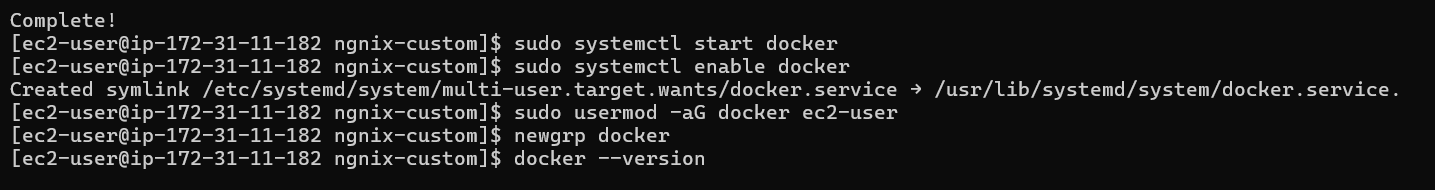 Complete!
[ec2-user@ip-172-31-11-182 ngnix-custom]$ sudo systemctl start docker
[ec2-user@ip-172-31-11-182 ngnix-custom]$ sudo systemctl enable docker
Created symlink /etc/systemd/system/multi-user.target.wants/docker.service → /usr/lib/systemd/system/docker.service.
[ec2-user@ip-172-31-11-182 ngnix-custom]$ sudo usermod -aG docker ec2-user
[ec2-user@ip-172-31-11-182 ngnix-custom]$ newgrp docker
[ec2-user@ip-172-31-11-182 ngnix-custom]$ docker --version